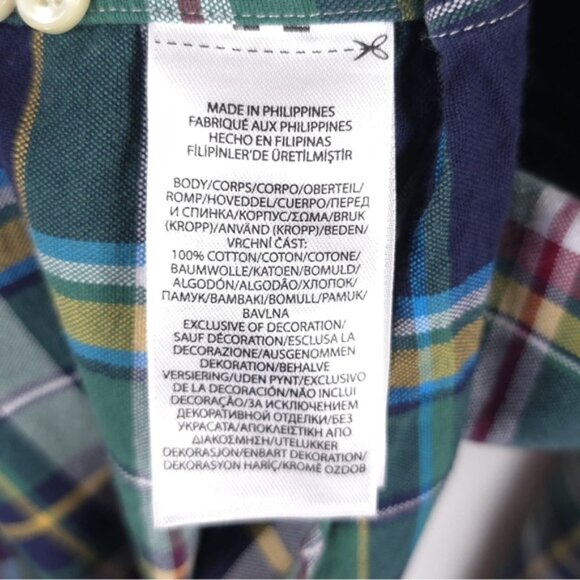 MADE IN PHILIPPINES
FABRIQUÉ AUX PHILIPPINES
HECHO EN FILIPINAS
FİLİPİNLER'DE ÜRETİLMİŞTİR
BODY/CORPS/CORPO/OBERTEIL/
ROMP/HOVEDDEL/CUERPO/ПЕРЕД
И СПИНКА/КОРПУС/ΣΩΜΑ/BRUK
(KROPP)/ANVÄND (KROPP)/BEDEN/
VRCHNÍ ČÁST:
100% COTTON/COTON/COTONE/
BAUMWOLLE/KATOEN/BOMULD/
ALGODÓN/ALGODÃO/ХЛОПОК/
ПАМУК/ΒΑΜΒΑΚΙ/BOMULL/PAMUK/
BAVLNA
EXCLUSIVE OF DECORATION/
SAUF DÉCORATION/ESCLUSA LA
DECORAZIONE/AUSGENOMMEN
DEKORATION/BEHALVE
VERSIERING/UDEN PYNT/EXCLUSIVO
DE LA DECORACIÓN/NÃO INCLUI
DECORAÇÃO/ЗА ИСКЛЮЧЕНИЕМ
ДЕКОРАТИВНОЙ ОТДЕЛКИ/БЕЗ
УКРАСАТА/ΑΠΟΚΛΕΙΣΤΙΚΗ ΑΠΟ
ΔΙΑΚΟΣΜΗΣΗ/UTELUKKER
DEKORASJON/ENBART DEKORATION/
DEKORASYON HARİÇ/KROMĚ OZDOB